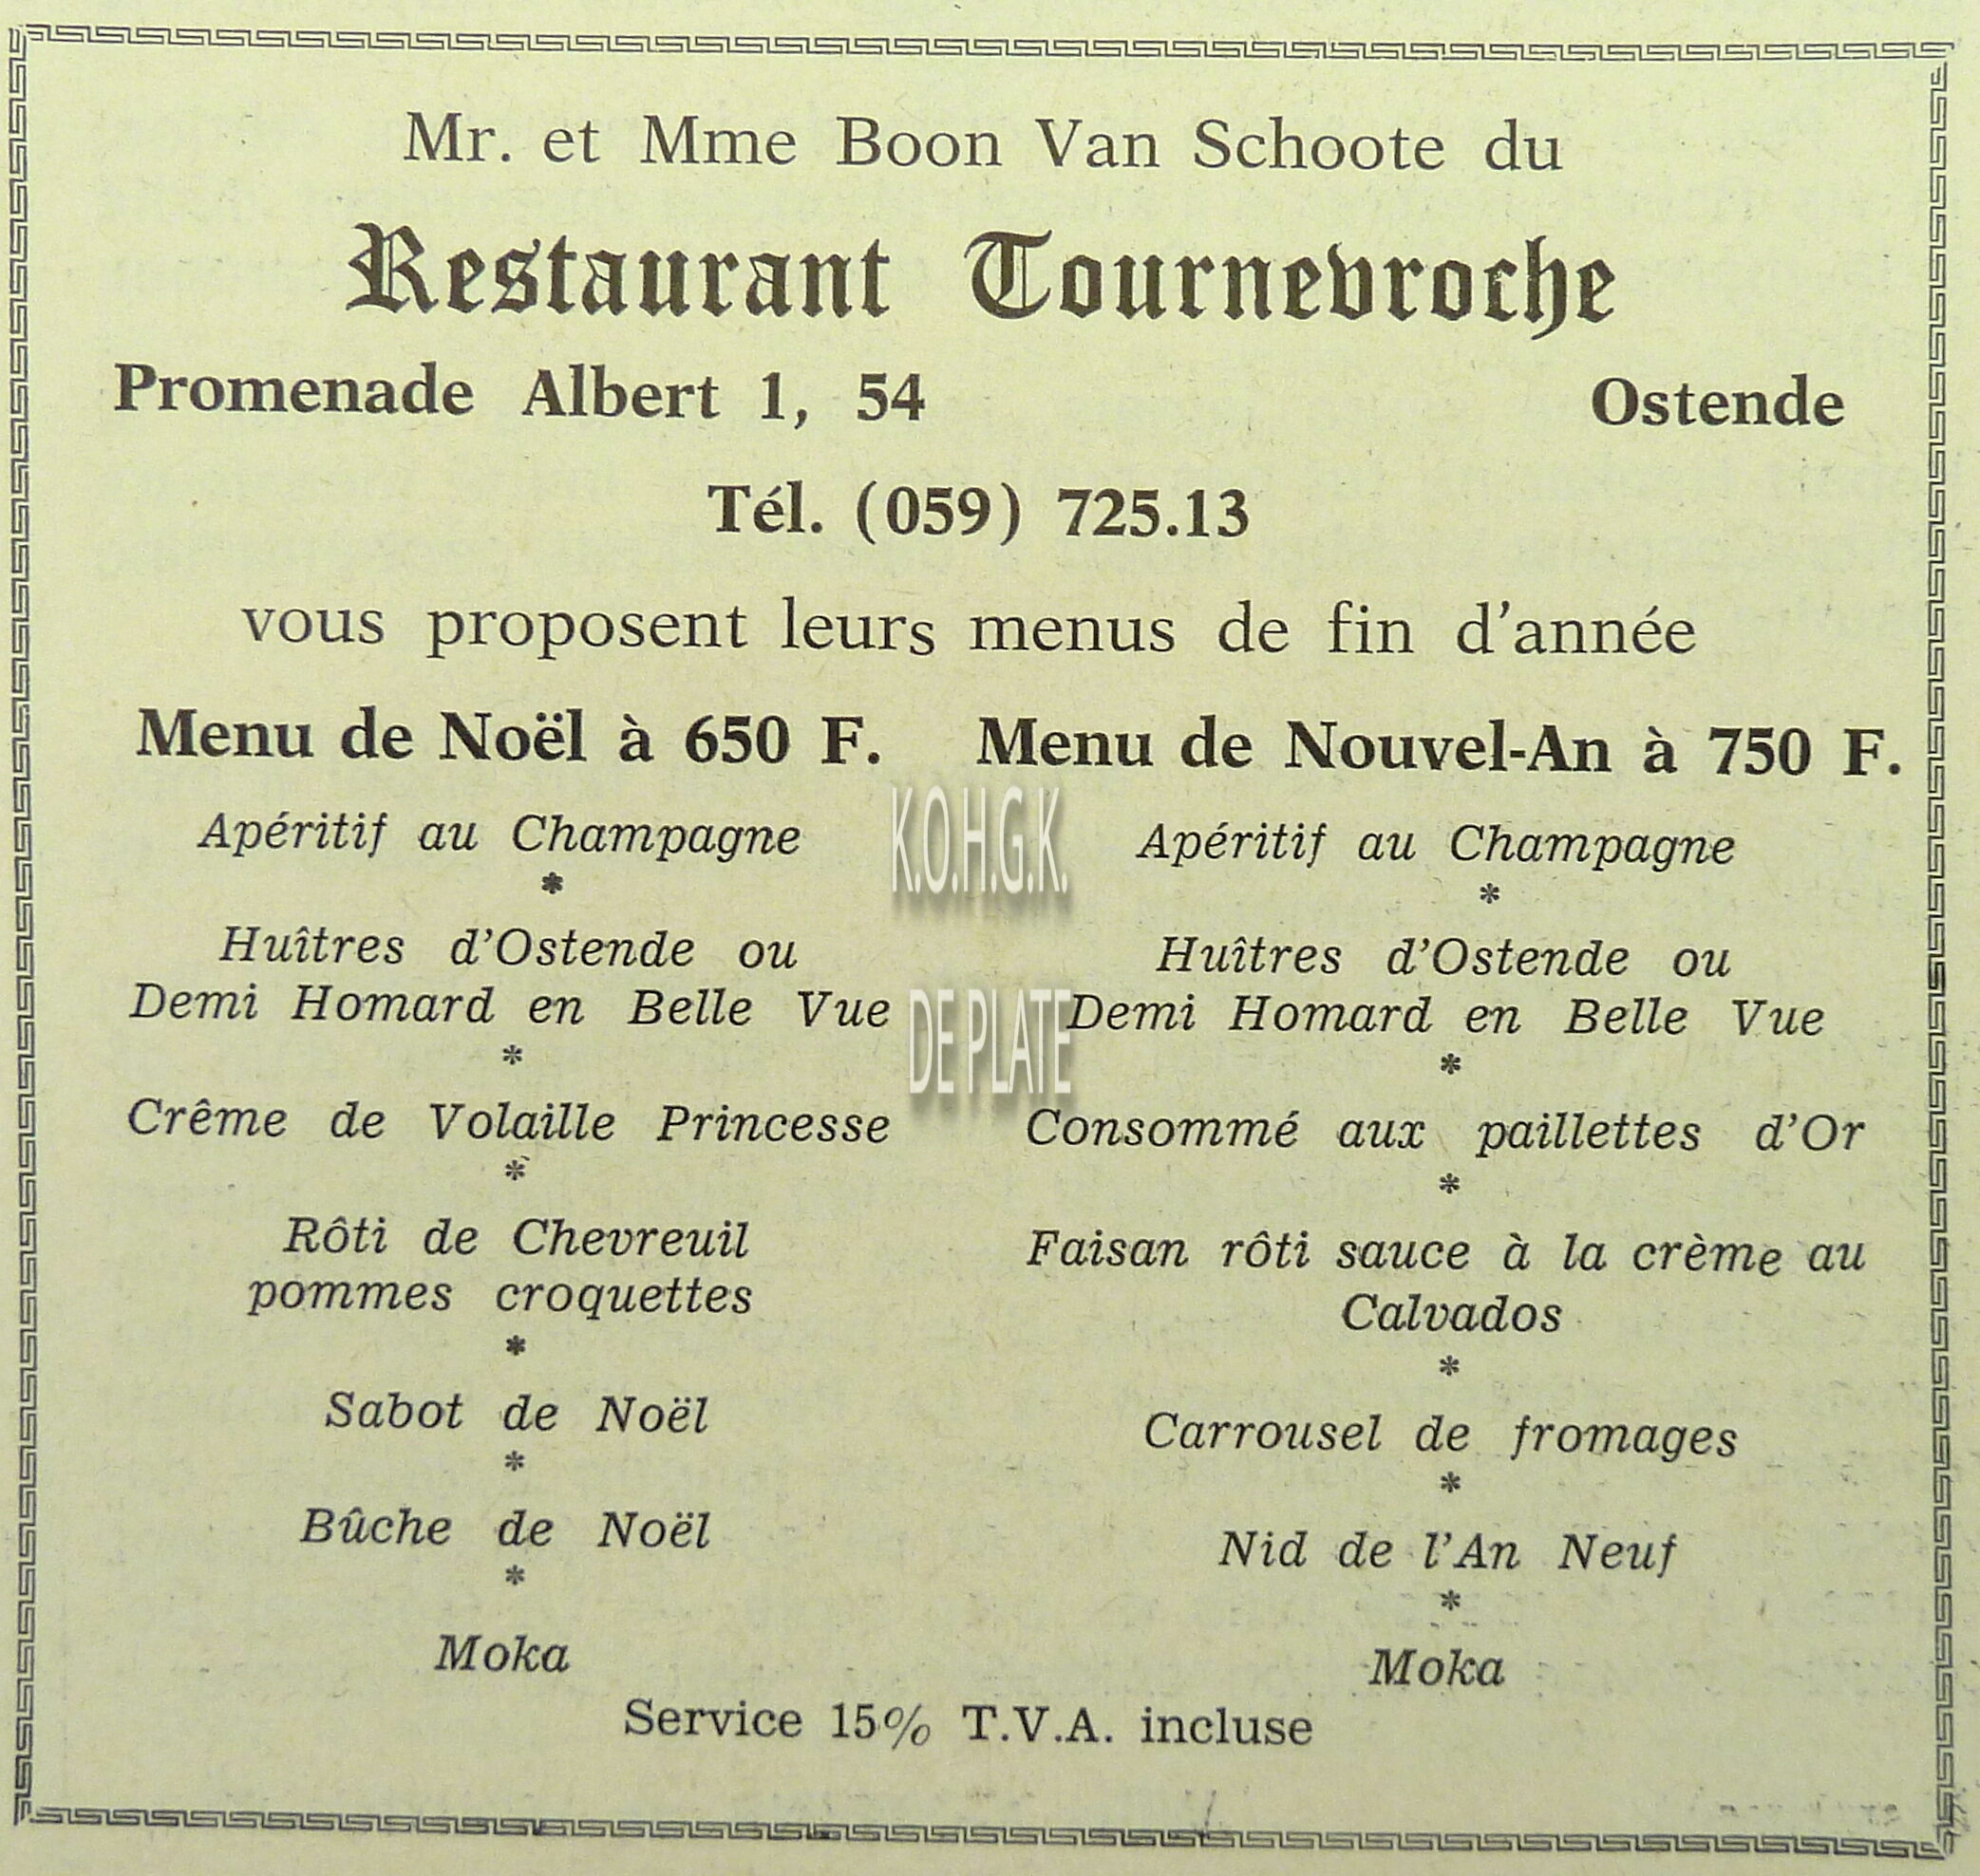 Mr. et Mme Boon Van Schoote du
Restaurant Tournevroche
Promenade Albert 1, 54 Ostende
Tél. (059) 725.13
vous proposent leurs menus de fin d'année
Menu de Noël à 650 F.
Apéritif au Champagne
*
Huîtres d'Ostende ou
Demi Homard en Belle Vue
*
Crême de Volaille Princesse
*
Rôti de Chevreuil
pommes croquettes
*
Sabot de Noël
*
Bûche de Noël
*
Moka
Menu de Nouvel-An à 750 F.
Apéritif au Champagne
*
Huîtres d'Ostende ou
Demi Homard en Belle Vue
*
Consommé aux paillettes d'Or
*
Faisan rôti sauce à la crème au
Calvados
*
Carrousel de fromages
*
Nid de l'An Neuf
*
Moka
Service 15% T.V.A. incluse
K.O.H.G.K.
DE PLATE